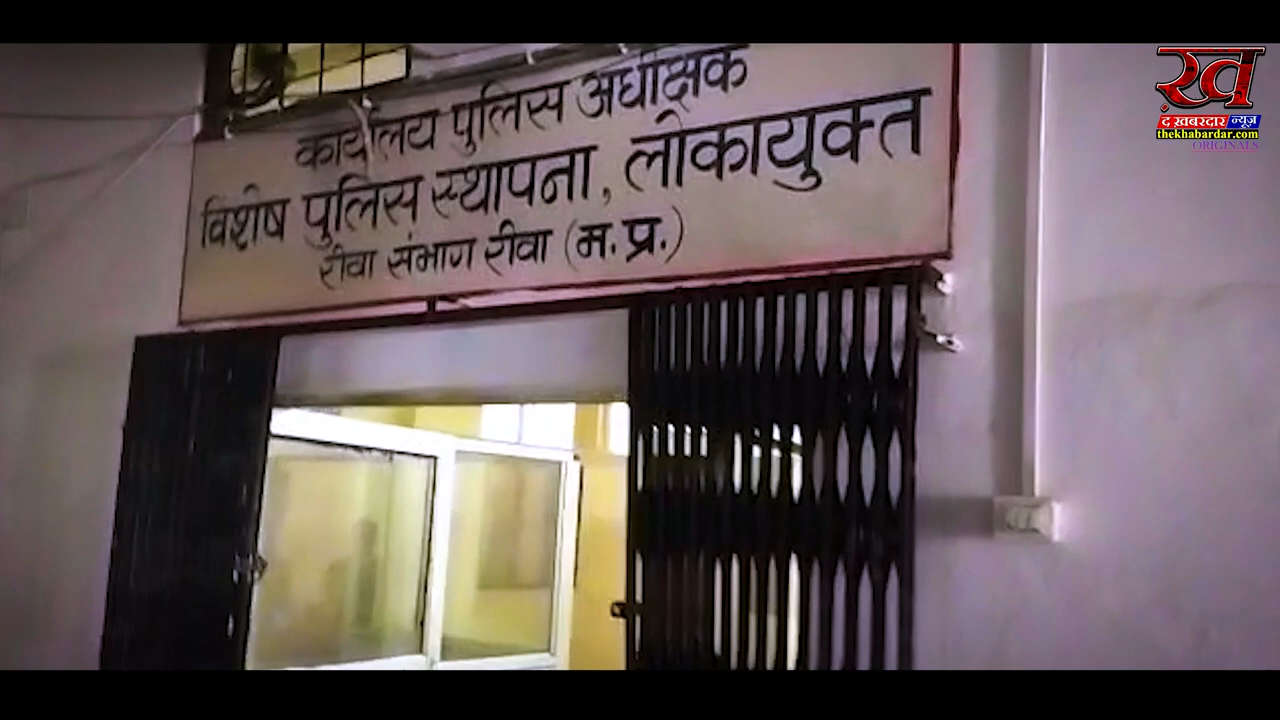 कार्यालय पुलिस अधीक्षक
विशेष पुलिस स्थापना, लोकायुक्त
रीवा संभाग रीवा (म.प्र.)
ख
द खबरदार न्यूज़
thekhabardar.com
ORIGINALS